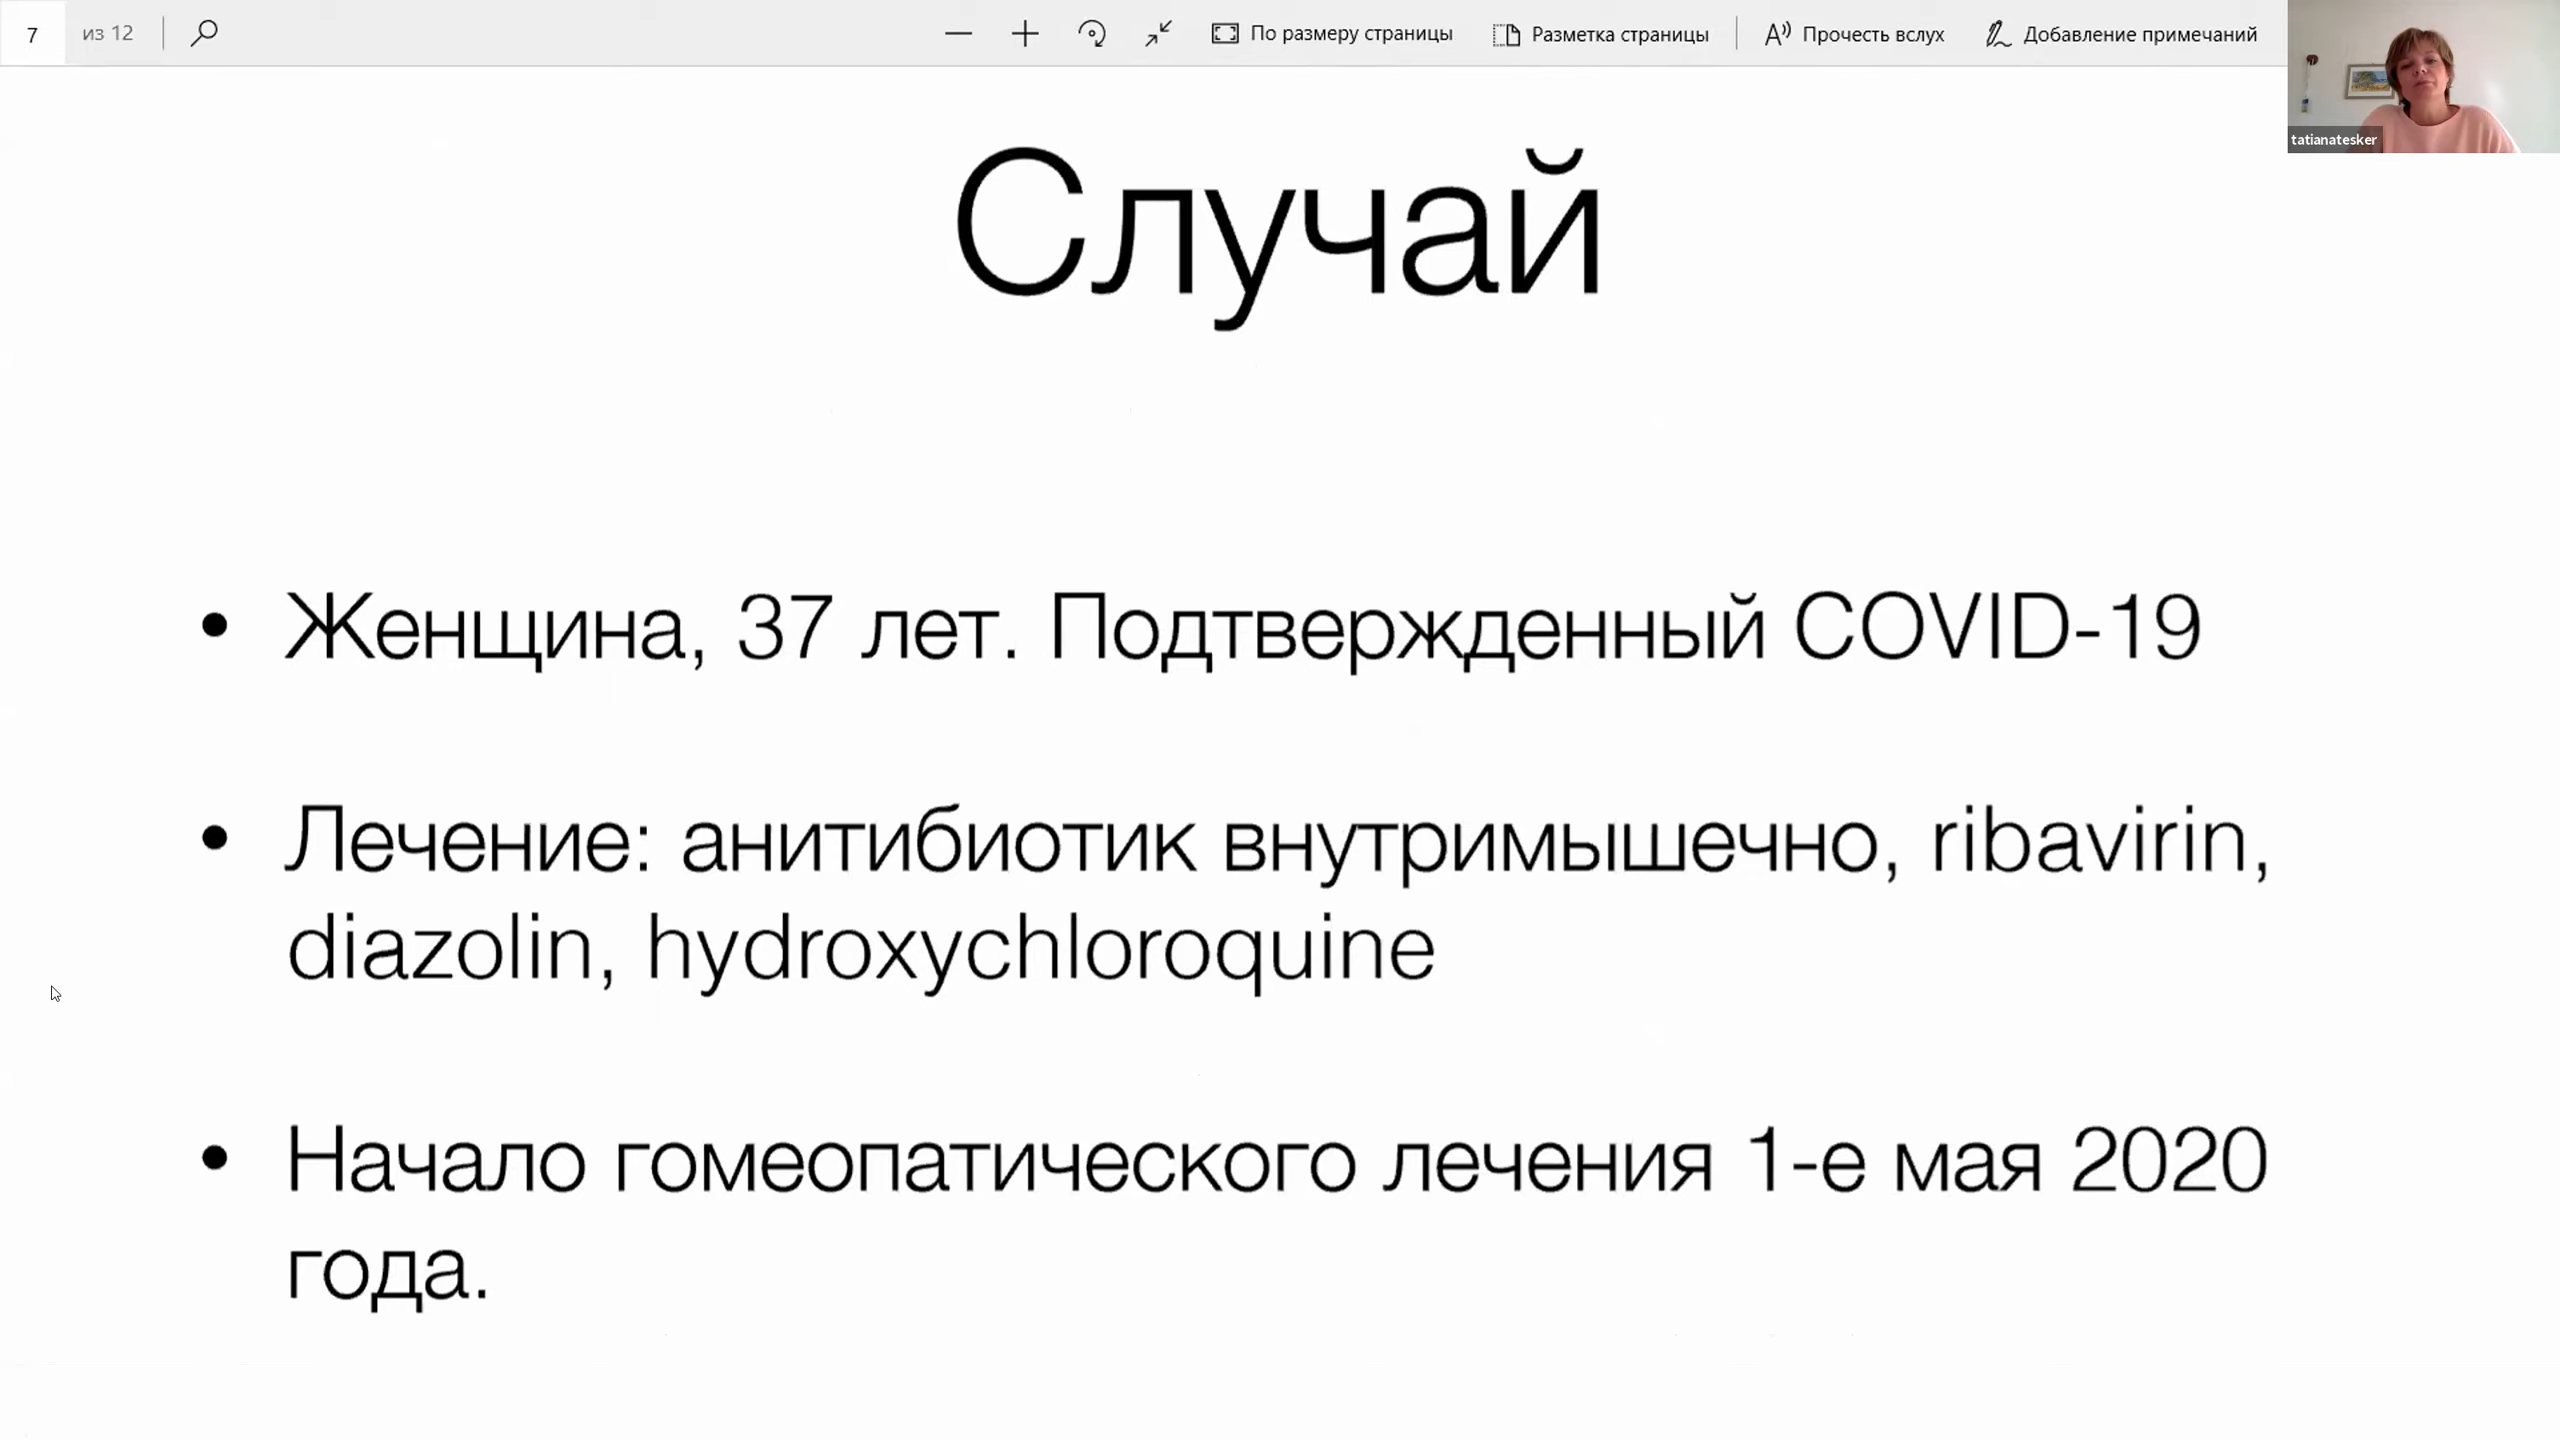 7 из 12 По размеру страницы Разметка страницы Прочесть вслух Добавление примечаний
tatianatesker
Случай
• Женщина, 37 лет. Подтвержденный COVID-19
• Лечение: анитибиотик внутримышечно, ribavirin,
diazolin, hydroxychloroquine
• Начало гомеопатического лечения 1-е мая 2020
года.